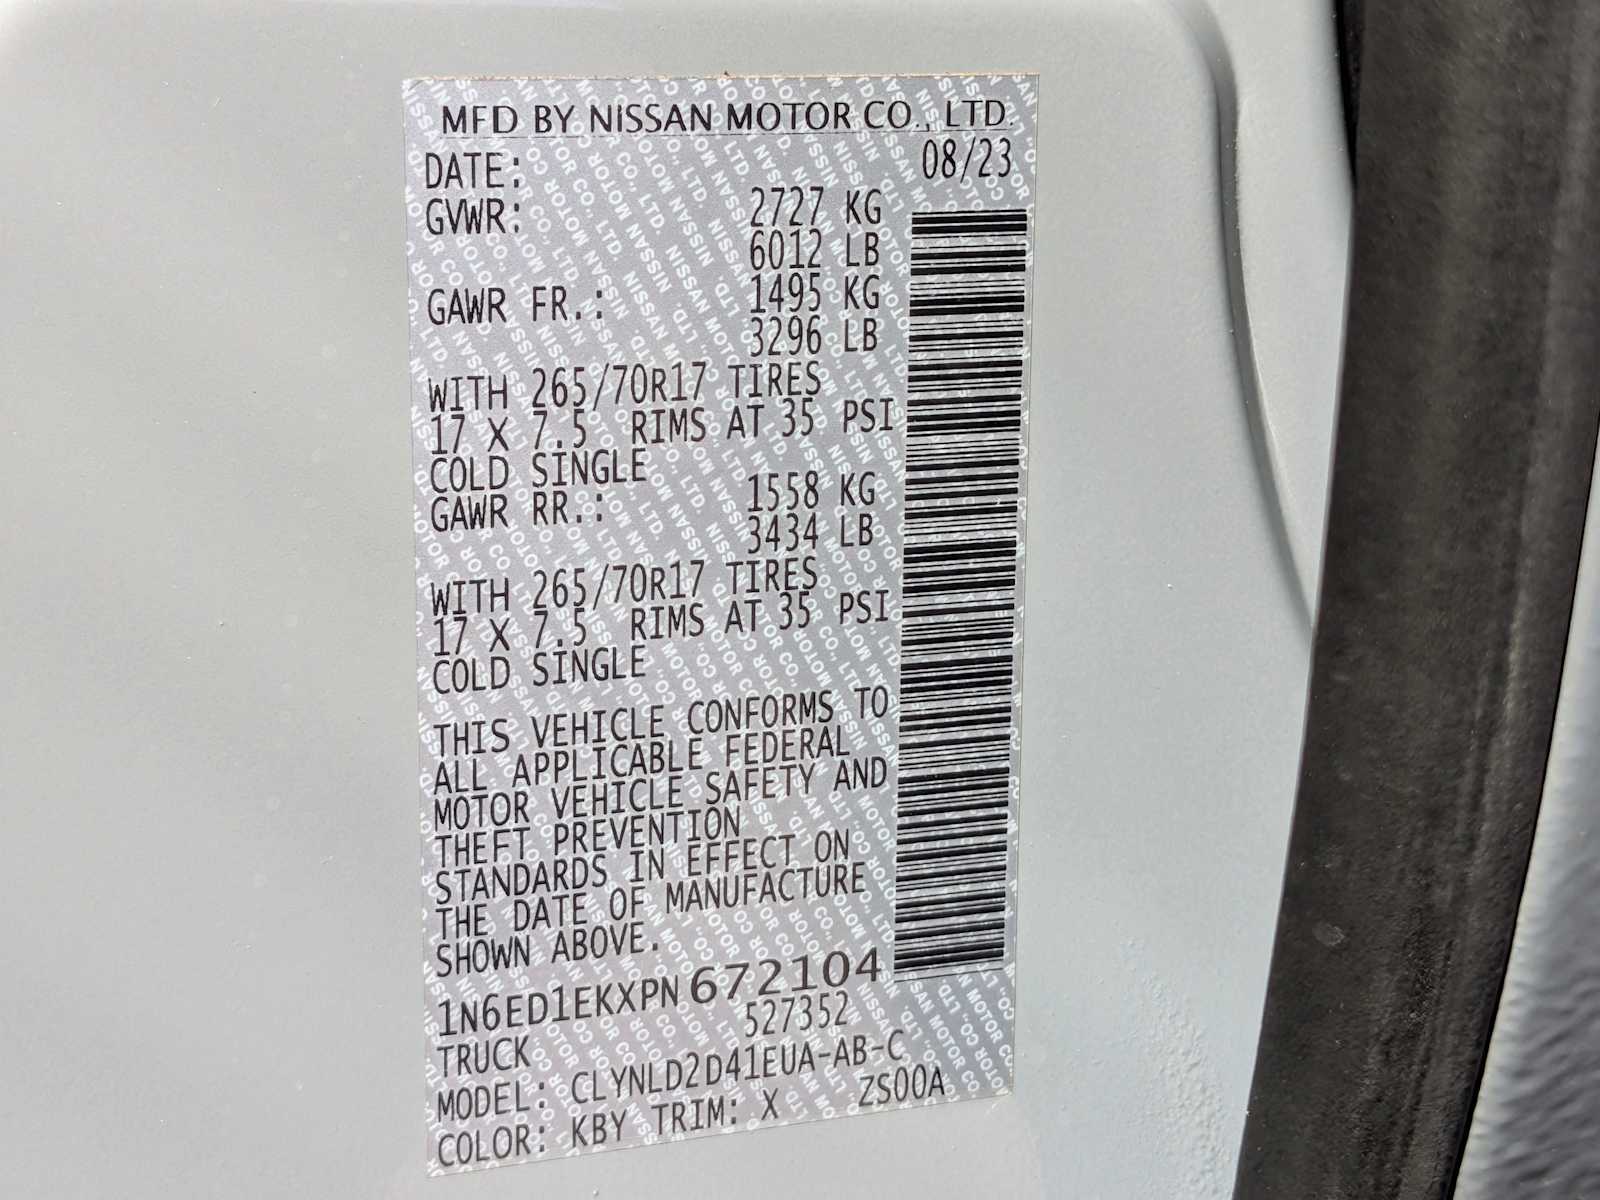 MFD BY NISSAN MOTOR CO., LTD.
DATE: 08/23
GVWR: 2727 KG
6012 LB
GAWR FR.: 1495 KG
3296 LB
WITH 265/70R17 TIRES
17 X 7.5 RIMS AT 35 PSI
COLD SINGLE
GAWR RR.: 1558 KG
3434 LB
WITH 265/70R17 TIRES
17 X 7.5 RIMS AT 35 PSI
COLD SINGLE
THIS VEHICLE CONFORMS TO
ALL APPLICABLE FEDERAL
MOTOR VEHICLE SAFETY AND
THEFT PREVENTION
STANDARDS IN EFFECT ON
THE DATE OF MANUFACTURE
SHOWN ABOVE.
1N6ED1EKXPN672104
527352
TRUCK
MODEL: CLYNLD2D41EUA-AB-C
COLOR: KBY TRIM: X ZS00A